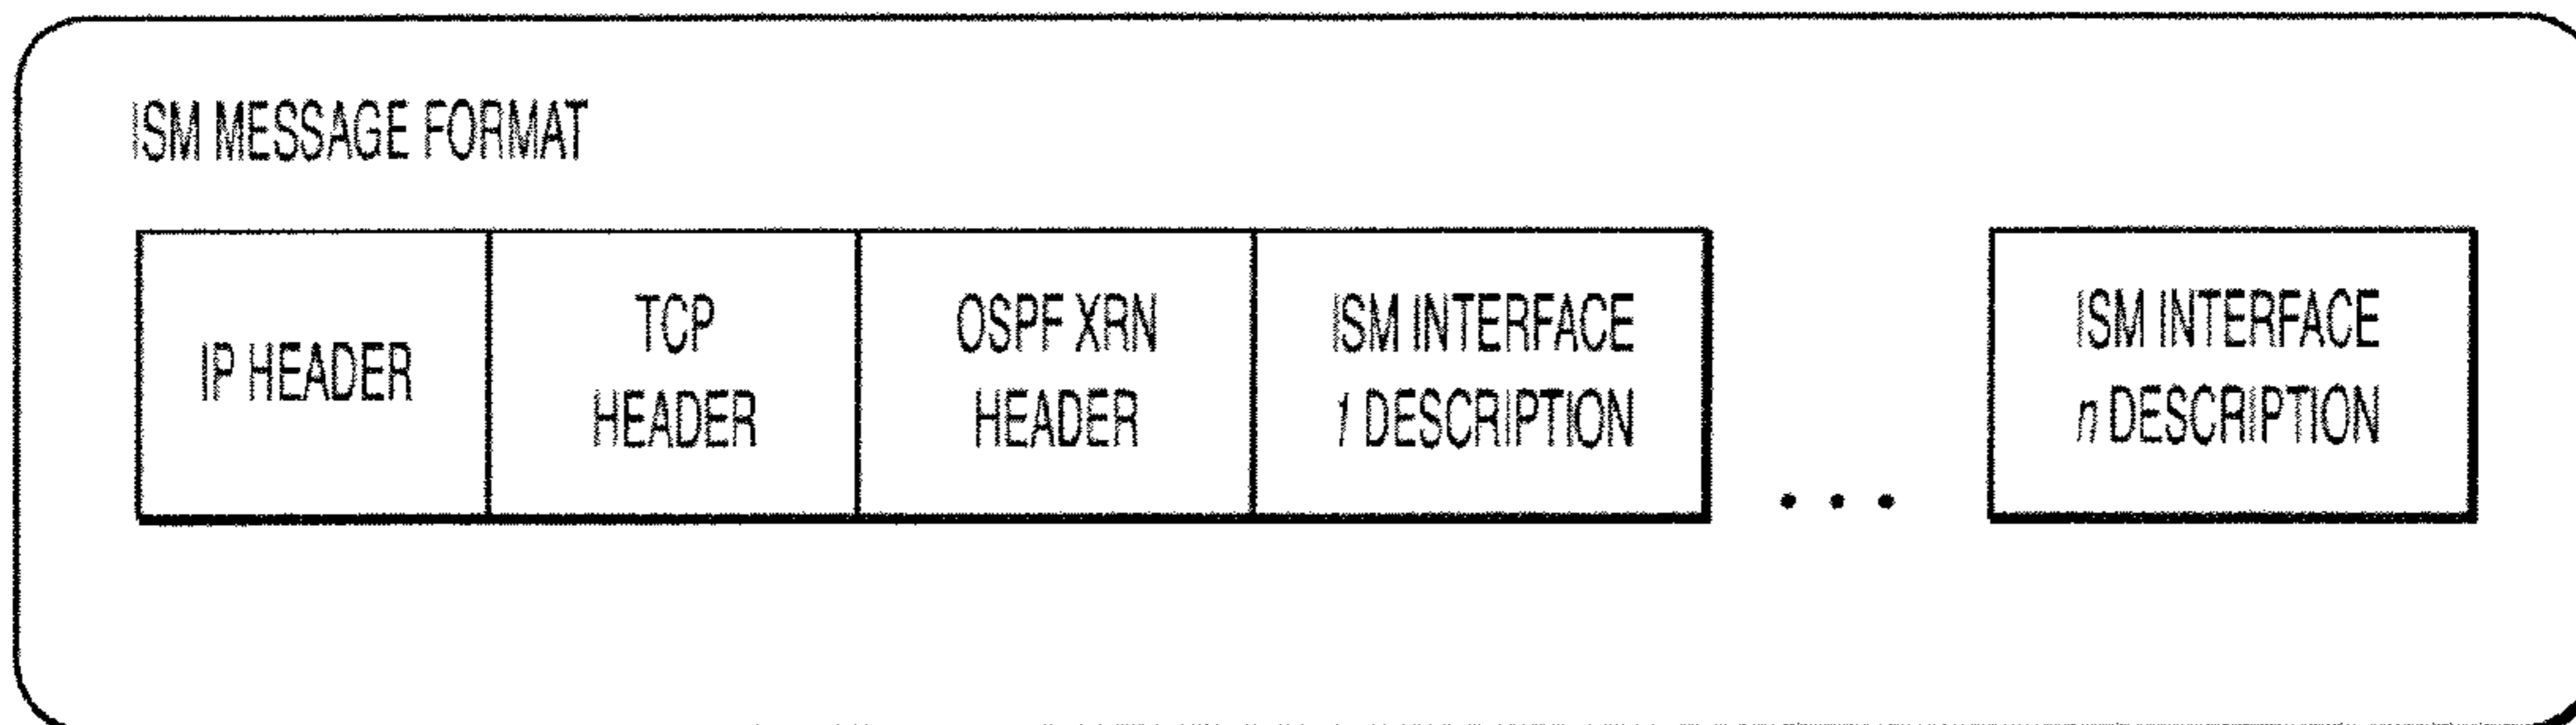 ISM MESSAGE FORMAT
IP HEADER
TCP
HEADER
OSPF XRN
HEADER
ISM INTERFACE
1 DESCRIPTION
. . .
ISM INTERFACE
n DESCRIPTION